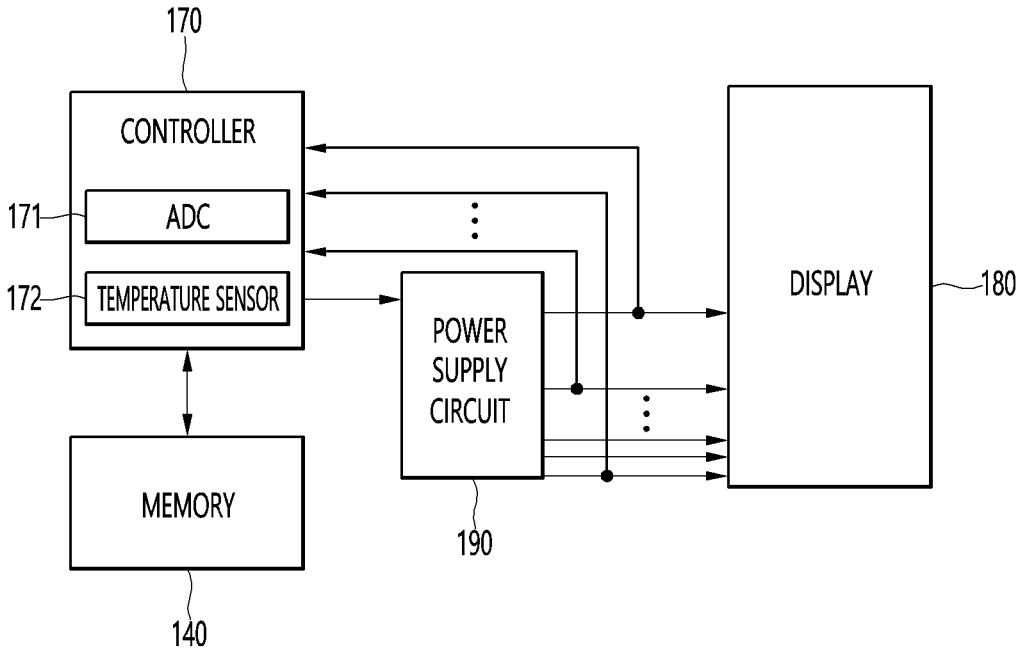 170
CONTROLLER
171
ADC
172
TEMPERATURE SENSOR
POWER
SUPPLY
CIRCUIT
190
DISPLAY
180
MEMORY
140